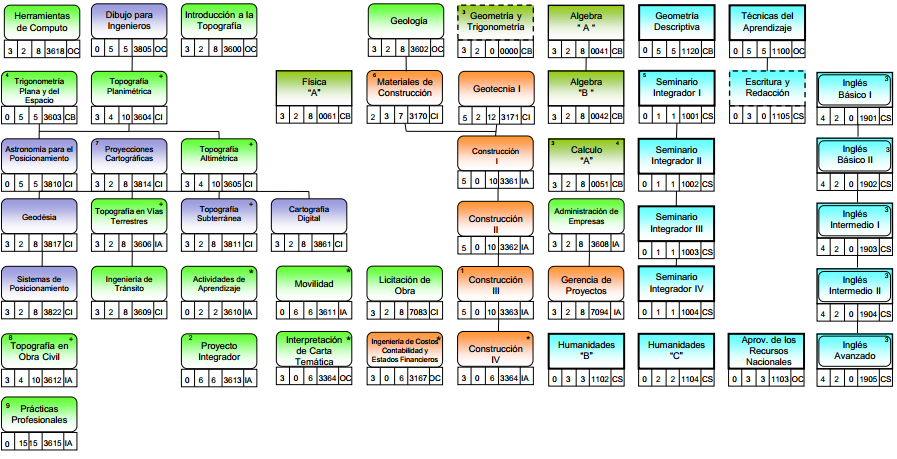 Herramientas
de Computo
3 2 8 3618 OC
Dibujo para
Ingenieros
0 5 5 3805 OC
Introducción a la
Topografía
3 2 8 3600 OC
Geología
3 2 8 3602 OC
3 Geometría y
Trigonometría
3 2 0 0000 CB
Algebra
" A "
3 2 8 0041 CB
Geometría
Descriptiva
0 5 5 1120 CB
Técnicas del
Aprendizaje
0 5 5 1100 OC
4 Trigonometría
Plana y del
Espacio
0 5 5 3603 CB
Topografía +
Planimétrica
3 4 10 3604 CI
Física
"A"
3 2 8 0061 CB
6 Materiales de
Construcción
2 3 7 3170 CI
Geotecnia I
5 2 12 3171 CI
Algebra
"B "
3 2 8 0042 CB
5 Seminario
Integrador I
0 1 1 1001 CS
Escritura y
Redacción
0 3 0 1105 CS
Inglés 3
Básico I
4 2 0 1901 CS
Astronomía para el
Posicionamiento
0 5 5 3810 CI
7 Proyecciones
Cartográficas
3 2 8 3814 CI
Topografía +
Altimétrica
3 4 10 3605 CI
Construcción
I
5 0 10 3361 IA
3 Calculo 4
"A"
3 2 8 0051 CB
Seminario
Integrador II
0 1 1 1002 CS
Inglés 3
Básico II
4 2 0 1902 CS
Geodésia
3 2 8 3817 CI
Topografía en Vías +
Terrestres
3 2 8 3606 IA
Topografía +
Subterránea
3 2 8 3811 CI
Cartografía
Digital
3 2 8 3861 CI
Construcción
II
5 0 10 3362 IA
Administración de
Empresas
3 2 8 3608 IA
Seminario
Integrador III
0 1 1 1003 CS
Inglés 3
Intermedio I
4 2 0 1903 CS
Sistemas de
Posicionamiento
3 2 8 3822 CI
Ingeniería de
Tránsito
3 2 8 3609 CI
Actividades de *
Aprendizaje
0 2 2 3610 IA
Movilidad *
0 6 6 3611 IA
Licitación de
Obra
3 2 8 7083 CI
1 Construcción
III
5 0 10 3363 IA
Gerencia de
Proyectos
3 2 8 7094 IA
Seminario
Integrador IV
0 1 1 1004 CS
Inglés 3
Intermedio II
4 2 0 1904 CS
8 Topografía en +
Obra Civil
3 4 10 3612 IA
2 Proyecto
Integrador
0 6 6 3613 IA
Interpretación *
de Carta
Temática
3 0 6 3364 OC
Ingeniería de Costos *
Contabilidad y
Estados Financieros
3 0 6 3167 OC
Construcción *
IV
3 0 6 3364 IA
Humanidades
"B"
0 3 3 1102 CS
Humanidades
"C"
0 2 2 1104 CS
Aprov. de los
Recursos
Nacionales
0 3 3 1103 OC
Inglés 3
Avanzado
4 2 0 1905 CS
9 Prácticas
Profesionales
0 15 15 3615 IA